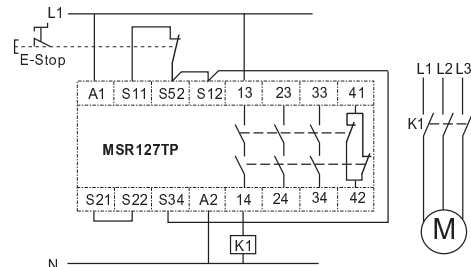 L1
E-Stop
A1 S11 S52 S12 13 23 33 41
L1 L2 L3
K1
MSR127TP
S21 S22 S34 A2 14 24 34 42
M
K1
N